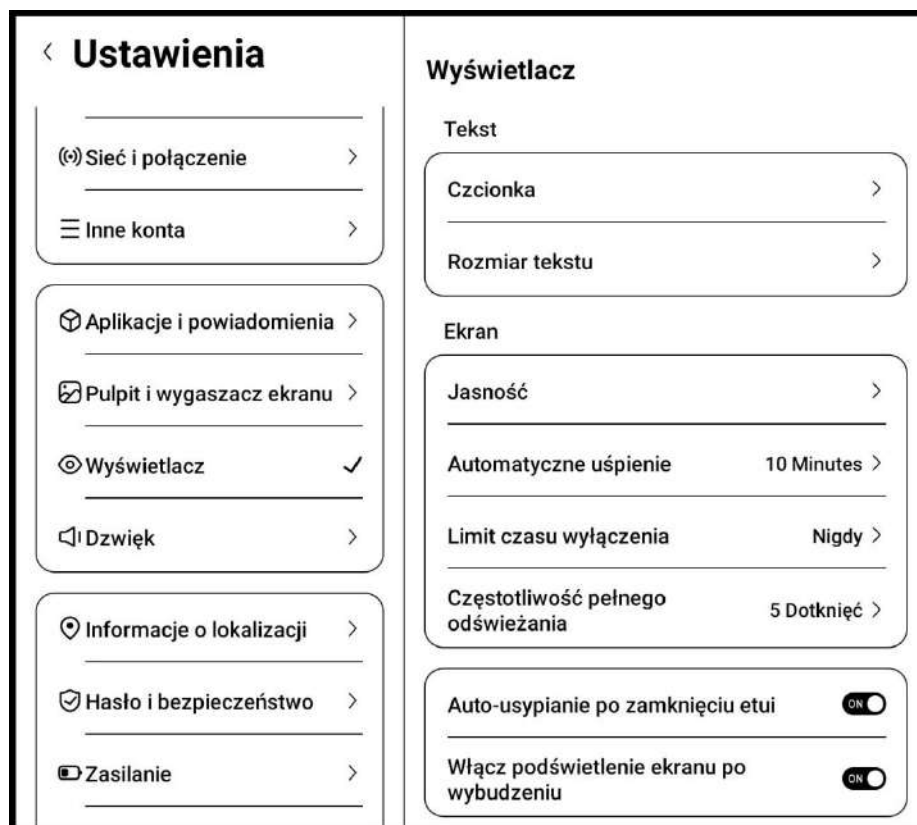 Ustawienia
Sieć i połączenie
Inne konta
Aplikacje i powiadomienia
Pulpit i wygaszacz ekranu
Wyświetlacz
Dzwięk
Informacje o lokalizacji
Hasło i bezpieczeństwo
Zasilanie
Wyświetlacz
Tekst
Czcionka
Rozmiar tekstu
Ekran
Jasność
Automatyczne uśpienie 10 Minutes
Limit czasu wyłączenia Nigdy
Częstotliwość pełnego
odświeżania 5 Dotknięć
Auto-usypianie po zamknięciu etui ON
Włącz podświetlenie ekranu po
wybudzeniu ON